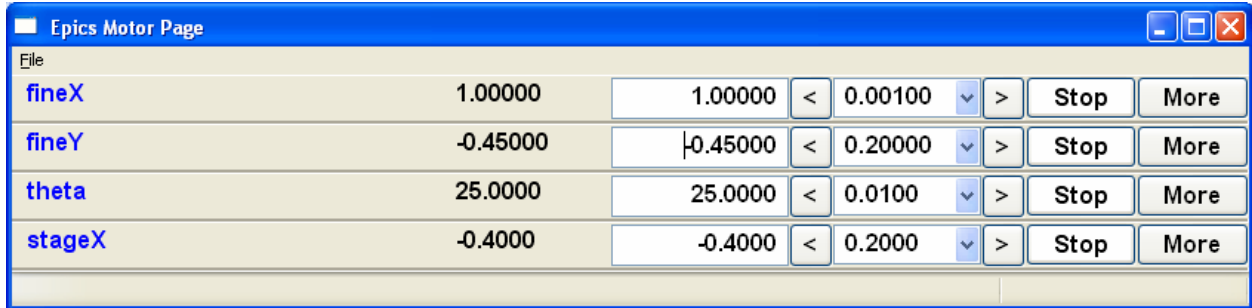 Epics Motor Page
File
fineX 1.00000 1.00000 < 0.00100 > Stop More
fineY -0.45000 -0.45000 < 0.20000 > Stop More
theta 25.0000 25.0000 < 0.0100 > Stop More
stageX -0.4000 -0.4000 < 0.2000 > Stop More